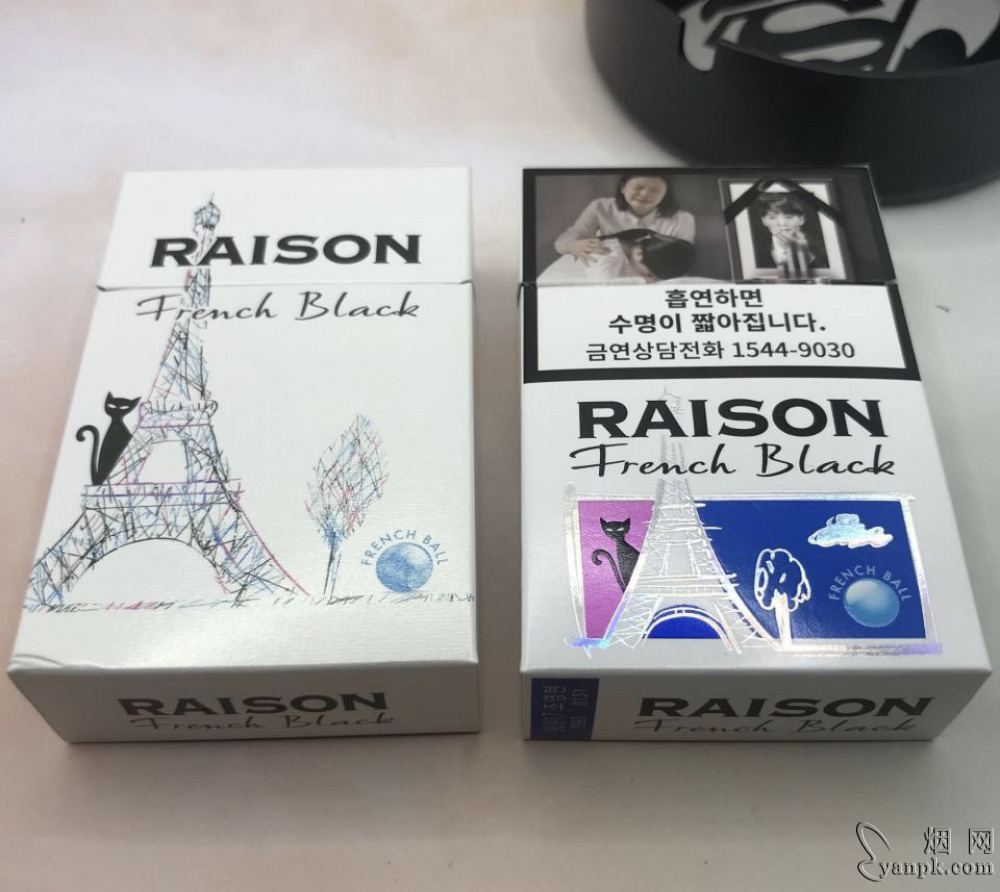 RAISON
French Black
FRENCH BALL
RAISON
French Black
흡연하면
수명이 짧아집니다.
금연상담전화 1544-9030
RAISON
French Black
FRENCH BALL
RAISON
French Black
烟网
yanpk.com